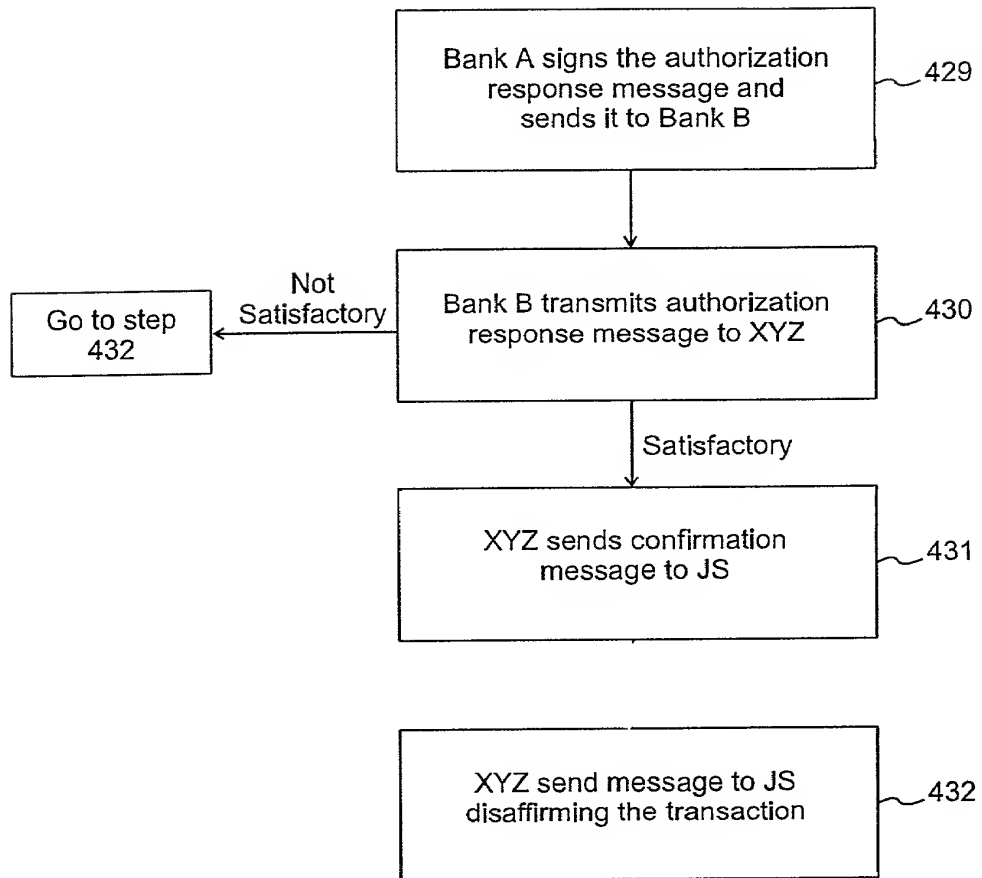 Bank A signs the authorization
response message and
sends it to Bank B
429
Not
Satisfactory
Go to step
432
Bank B transmits authorization
response message to XYZ
430
Satisfactory
XYZ sends confirmation
message to JS
431
XYZ send message to JS
disaffirming the transaction
432